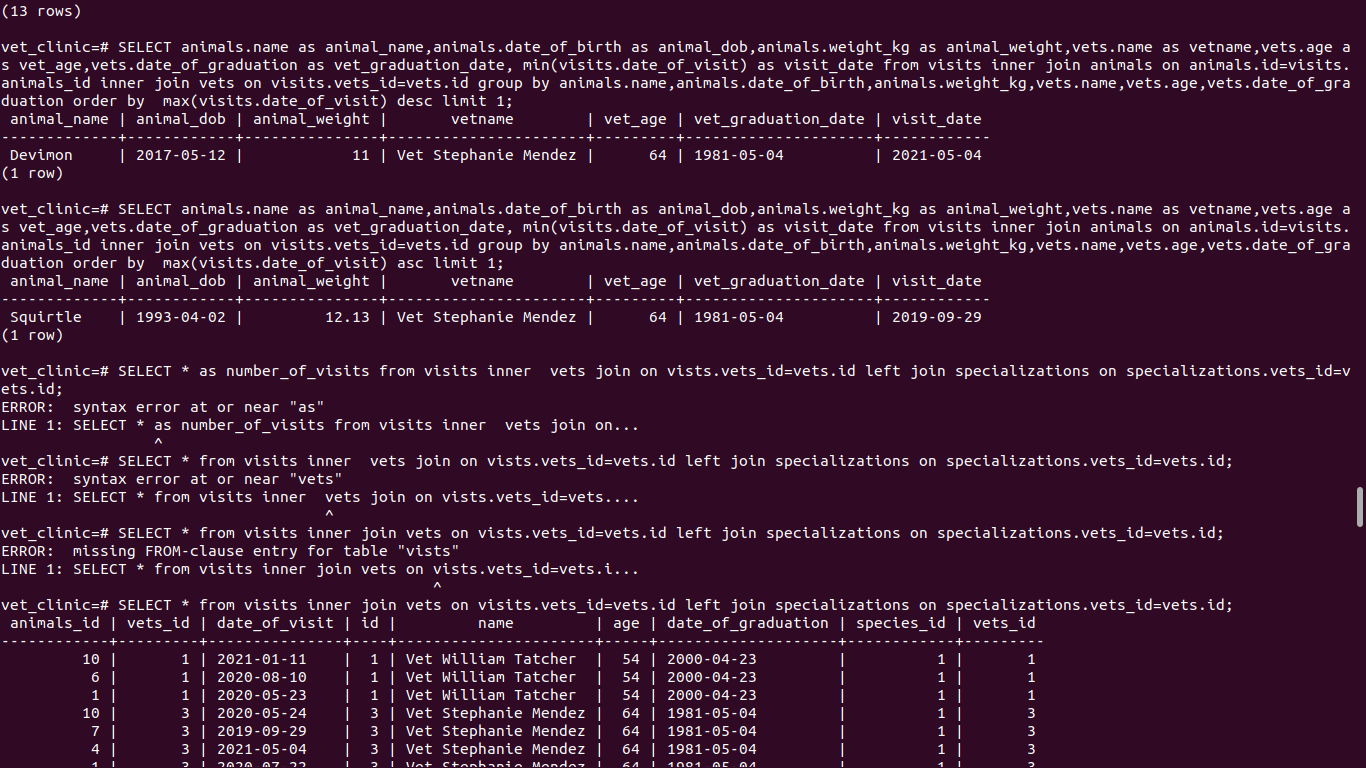 (13 rows)
vet_clinic=# SELECT animals.name as animal_name,animals.date_of_birth as animal_dob,animals.weight_kg as animal_weight,vets.name as vetname,vets.age a
s vet_age,vets.date_of_graduation as vet_graduation_date, min(visits.date_of_visit) as visit_date from visits inner join animals on animals.id=visits.
animals_id inner join vets on visits.vets_id=vets.id group by animals.name,animals.date_of_birth,animals.weight_kg,vets.name,vets.age,vets.date_of_gra
duation order by  max(visits.date_of_visit) desc limit 1;
 animal_name | animal_dob | animal_weight |       vetname        | vet_age | vet_graduation_date | visit_date
-------------+------------+---------------+----------------------+---------+---------------------+------------
 Devimon     | 2017-05-12 |            11 | Vet Stephanie Mendez |      64 | 1981-05-04          | 2021-05-04
(1 row)
vet_clinic=# SELECT animals.name as animal_name,animals.date_of_birth as animal_dob,animals.weight_kg as animal_weight,vets.name as vetname,vets.age a
s vet_age,vets.date_of_graduation as vet_graduation_date, min(visits.date_of_visit) as visit_date from visits inner join animals on animals.id=visits.
animals_id inner join vets on visits.vets_id=vets.id group by animals.name,animals.date_of_birth,animals.weight_kg,vets.name,vets.age,vets.date_of_gra
duation order by  max(visits.date_of_visit) asc limit 1;
 animal_name | animal_dob | animal_weight |       vetname        | vet_age | vet_graduation_date | visit_date
-------------+------------+---------------+----------------------+---------+---------------------+------------
 Squirtle    | 1993-04-02 |         12.13 | Vet Stephanie Mendez |      64 | 1981-05-04          | 2019-09-29
(1 row)
vet_clinic=# SELECT * as number_of_visits from visits inner  vets join on vists.vets_id=vets.id left join specializations on specializations.vets_id=v
ets.id;
ERROR:  syntax error at or near "as"
LINE 1: SELECT * as number_of_visits from visits inner  vets join on...
                 ^
vet_clinic=# SELECT * from visits inner  vets join on vists.vets_id=vets.id left join specializations on specializations.vets_id=vets.id;
ERROR:  syntax error at or near "vets"
LINE 1: SELECT * from visits inner  vets join on vists.vets_id=vets....
                                    ^
vet_clinic=# SELECT * from visits inner join vets on vists.vets_id=vets.id left join specializations on specializations.vets_id=vets.id;
ERROR:  missing FROM-clause entry for table "vists"
LINE 1: SELECT * from visits inner join vets on vists.vets_id=vets.i...
                                                ^
vet_clinic=# SELECT * from visits inner join vets on visits.vets_id=vets.id left join specializations on specializations.vets_id=vets.id;
 animals_id | vets_id | date_of_visit | id |         name         | age | date_of_graduation | species_id | vets_id
------------+---------+---------------+----+----------------------+-----+--------------------+------------+---------
         10 |       1 | 2021-01-11    |  1 | Vet William Tatcher  |  54 | 2000-04-23         |          1 |       1
          6 |       1 | 2020-08-10    |  1 | Vet William Tatcher  |  54 | 2000-04-23         |          1 |       1
          1 |       1 | 2020-05-23    |  1 | Vet William Tatcher  |  54 | 2000-04-23         |          1 |       1
         10 |       3 | 2020-05-24    |  3 | Vet Stephanie Mendez |  64 | 1981-05-04         |          1 |       3
          7 |       3 | 2019-09-29    |  3 | Vet Stephanie Mendez |  64 | 1981-05-04         |          1 |       3
          4 |       3 | 2021-05-04    |  3 | Vet Stephanie Mendez |  64 | 1981-05-04         |          1 |       3
          1 |       3 | 2020-07-22    |  3 | Vet Stephanie Mendez |  64 | 1981-05-04         |          1 |       3